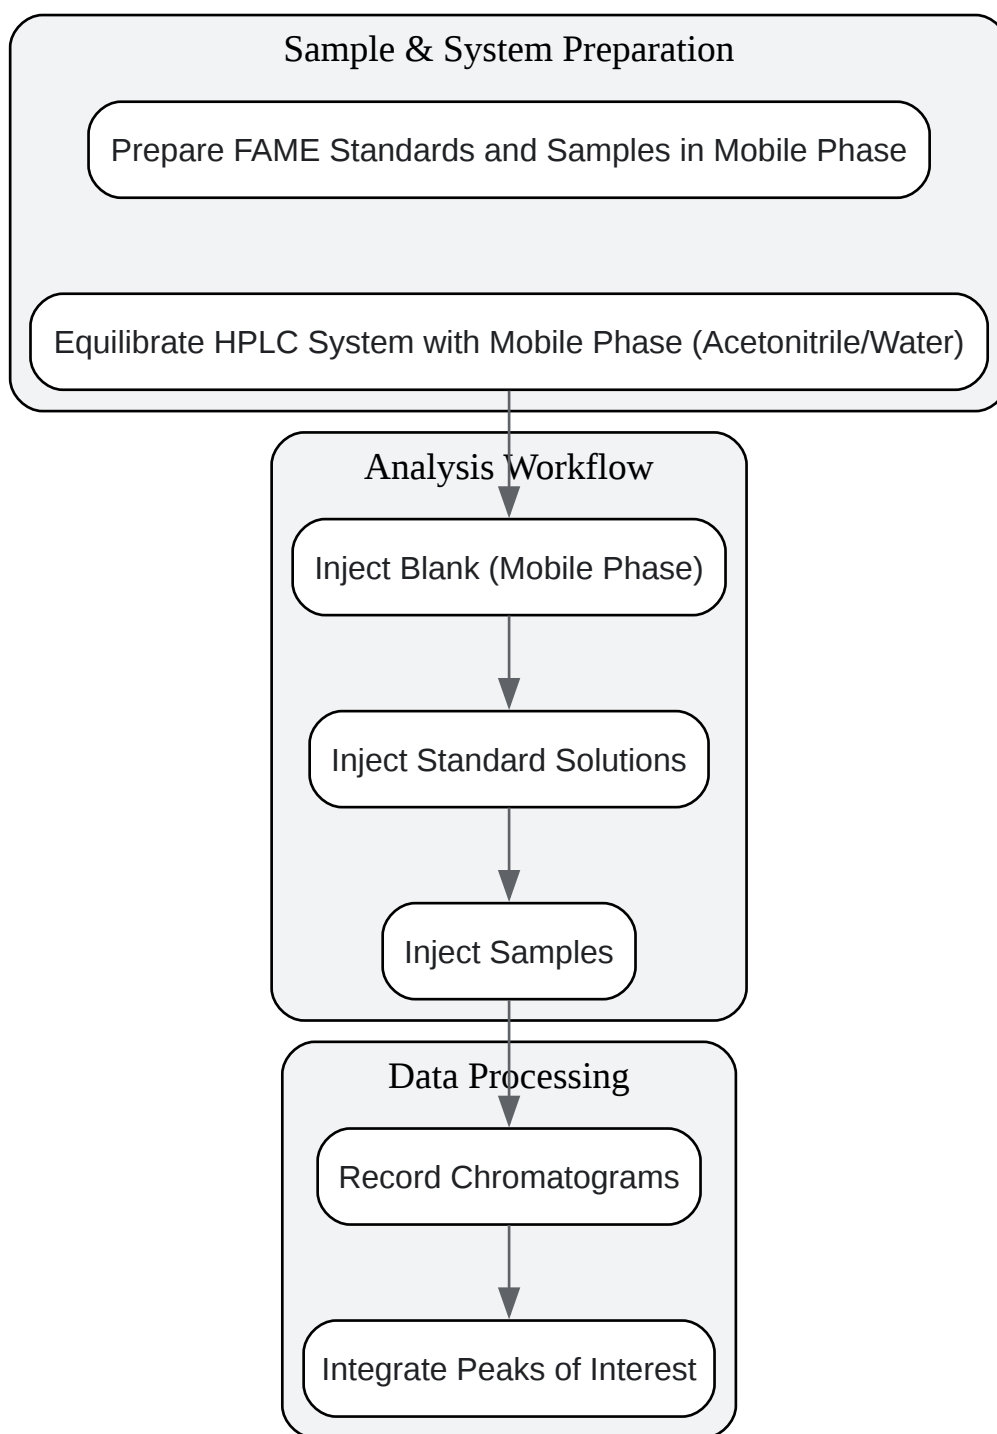 Sample & System Preparation
Prepare FAME Standards and Samples in Mobile Phase
Equilibrate HPLC System with Mobile Phase (Acetonitrile/Water)
Analysis Workflow
Inject Blank (Mobile Phase)
Inject Standard Solutions
Inject Samples
Data Processing
Record Chromatograms
Integrate Peaks of Interest